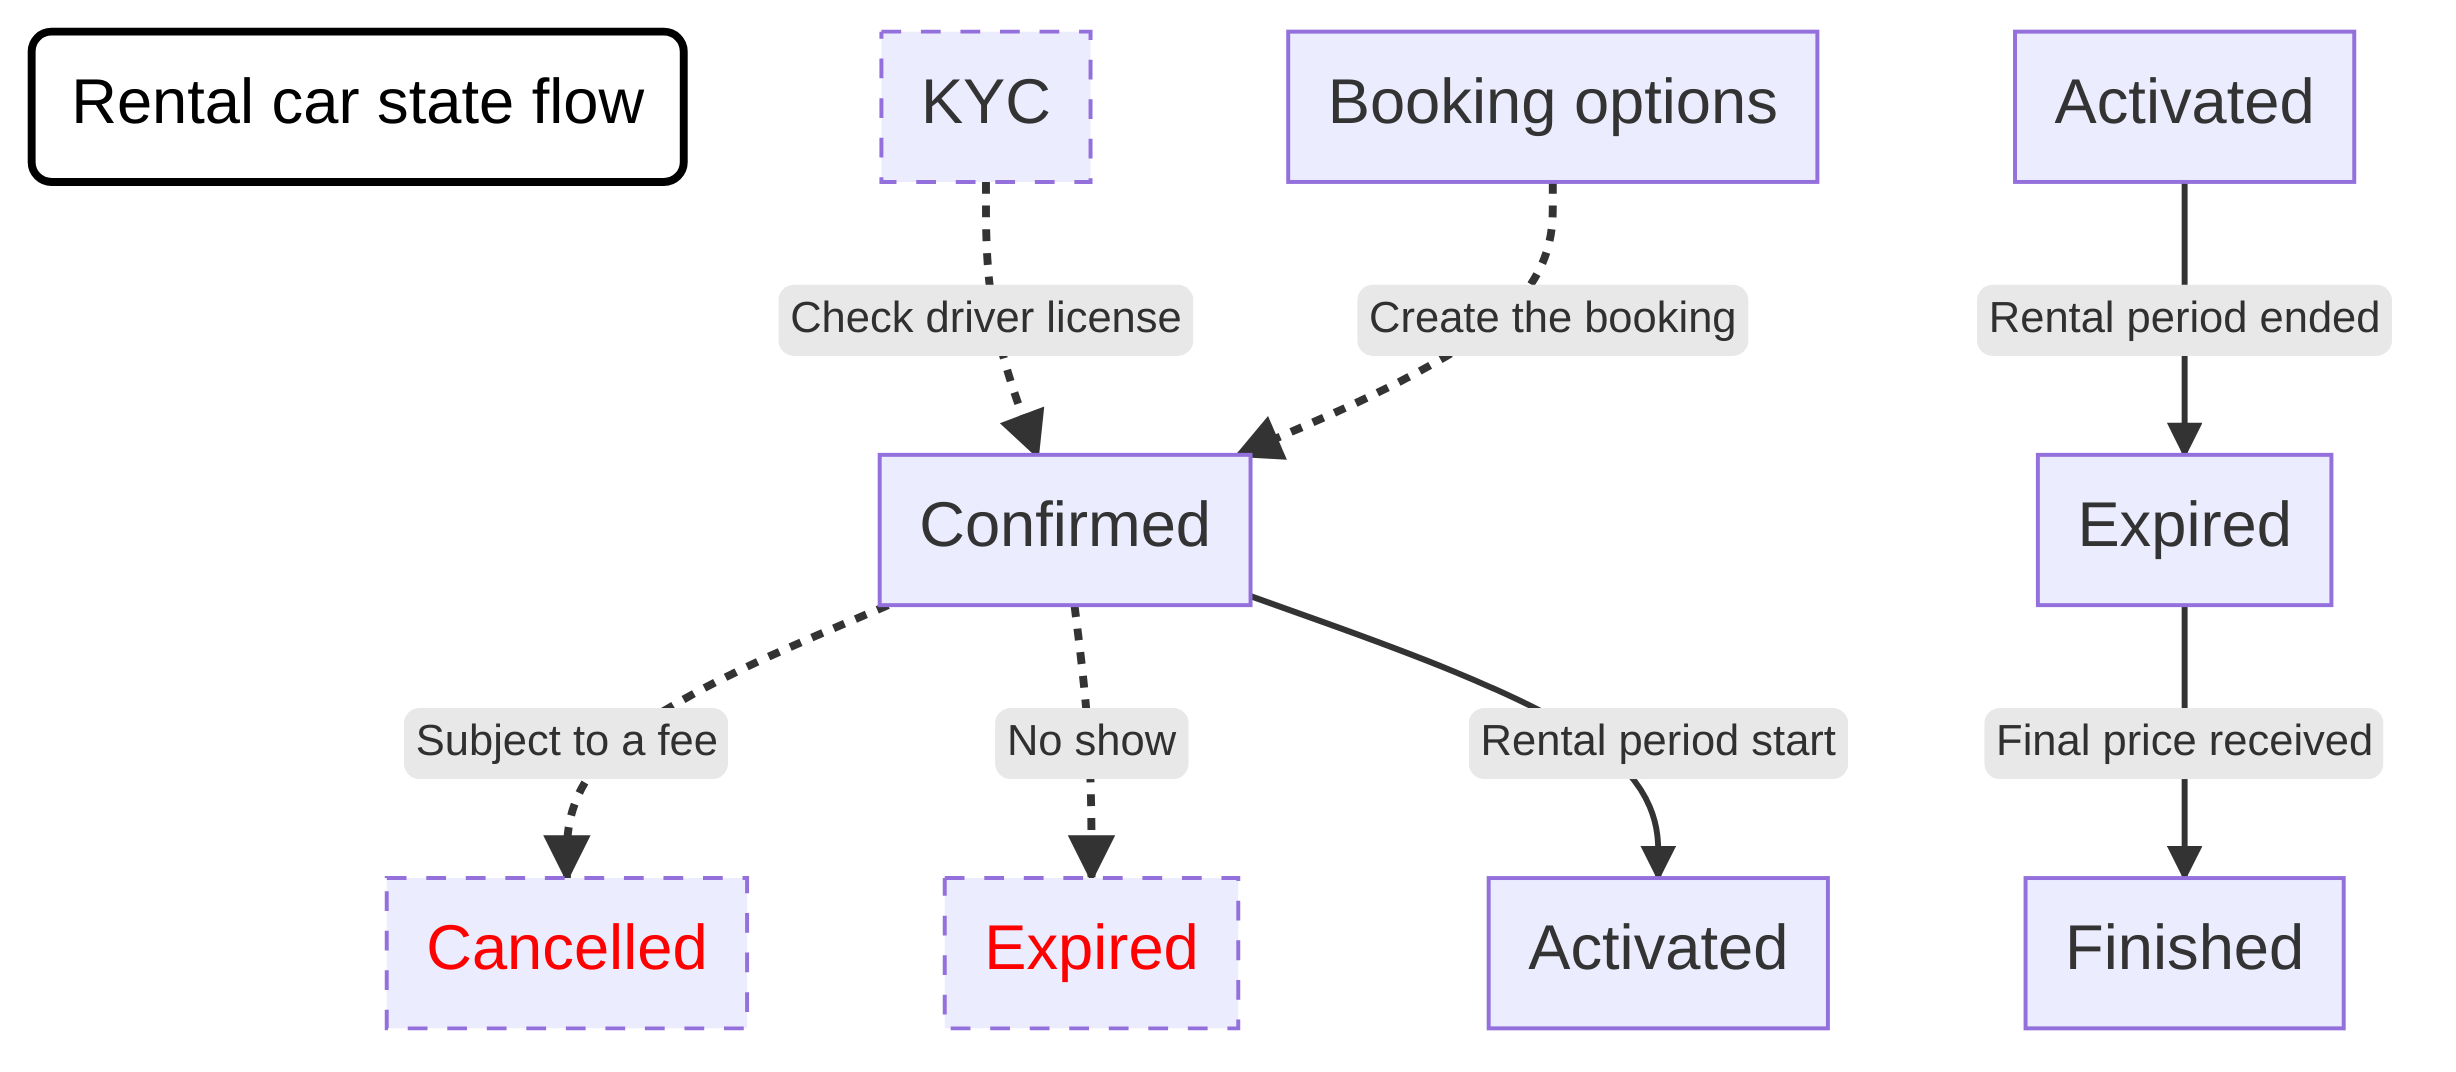 Rental car state flow
KYC
Booking options
Activated
Check driver license
Create the booking
Rental period ended
Confirmed
Expired
Subject to a fee
No show
Rental period start
Final price received
Cancelled
Expired
Activated
Finished